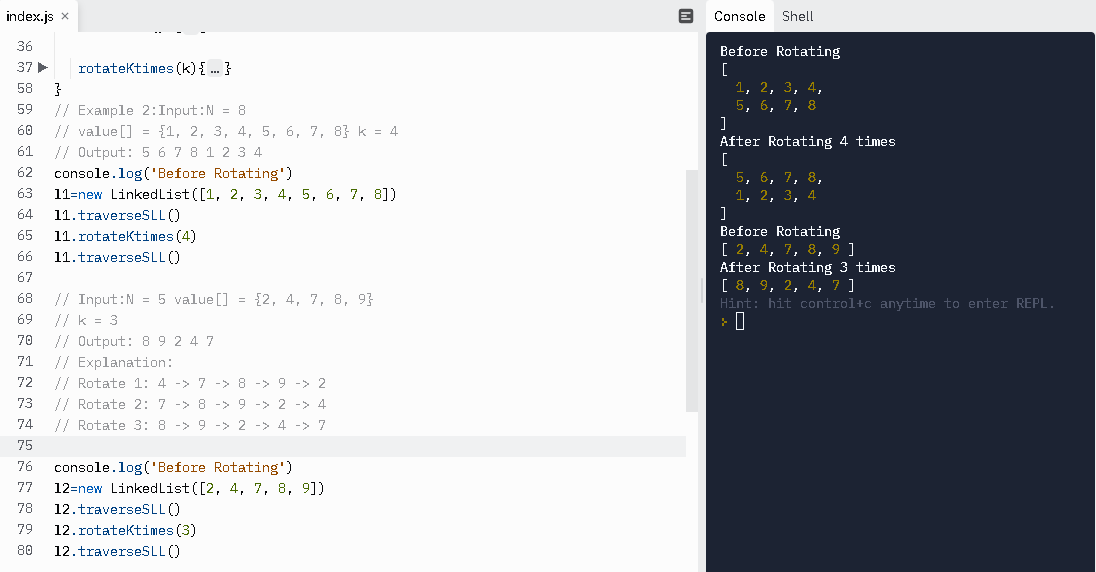 index.js ×
36
37 rotateKtimes(k){…}
58 }
59 // Example 2:Input:N = 8
60 // value[] = {1, 2, 3, 4, 5, 6, 7, 8} k = 4
61 // Output: 5 6 7 8 1 2 3 4
62 console.log('Before Rotating')
63 l1=new LinkedList([1, 2, 3, 4, 5, 6, 7, 8])
64 l1.traverseSLL()
65 l1.rotateKtimes(4)
66 l1.traverseSLL()
67
68 // Input:N = 5 value[] = {2, 4, 7, 8, 9}
69 // k = 3
70 // Output: 8 9 2 4 7
71 // Explanation:
72 // Rotate 1: 4 -> 7 -> 8 -> 9 -> 2
73 // Rotate 2: 7 -> 8 -> 9 -> 2 -> 4
74 // Rotate 3: 8 -> 9 -> 2 -> 4 -> 7
75
76 console.log('Before Rotating')
77 l2=new LinkedList([2, 4, 7, 8, 9])
78 l2.traverseSLL()
79 l2.rotateKtimes(3)
80 l2.traverseSLL()
Console Shell
Before Rotating
[
1, 2, 3, 4,
5, 6, 7, 8
]
After Rotating 4 times
[
5, 6, 7, 8,
1, 2, 3, 4
]
Before Rotating
[ 2, 4, 7, 8, 9 ]
After Rotating 3 times
[ 8, 9, 2, 4, 7 ]
Hint: hit control+c anytime to enter REPL.
>